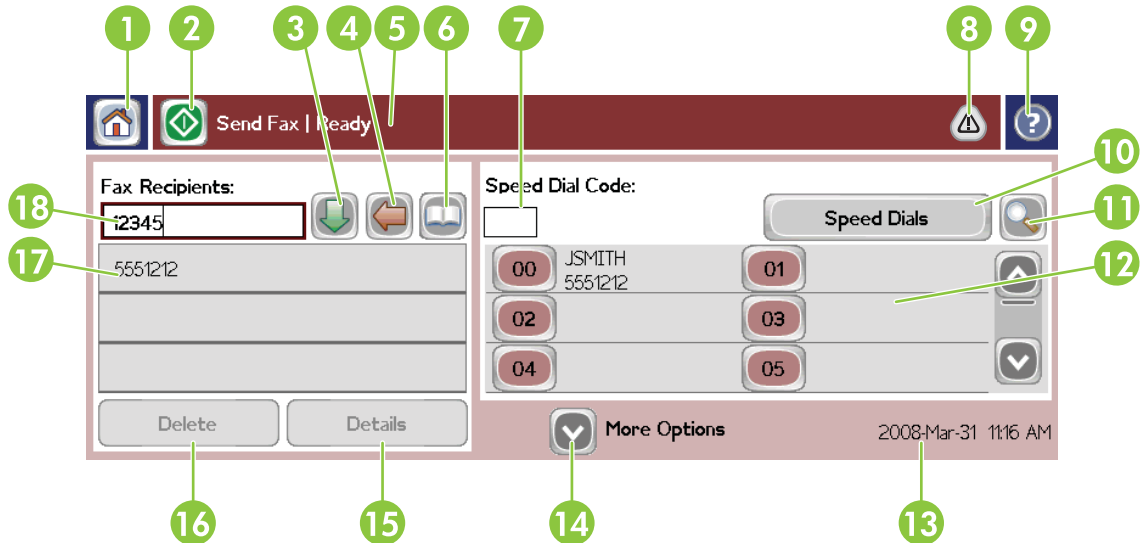 1 2 3 4 5 6 7 8 9
Send Fax | Ready
?
10
Fax Recipients:
Speed Dial Code:
18 12345
Speed Dials
11
17 5551212
00 JSMITH
5551212
01
12
02 03
04 05
Delete Details
More Options
2008-Mar-31 11:16 AM
16 15 14 13